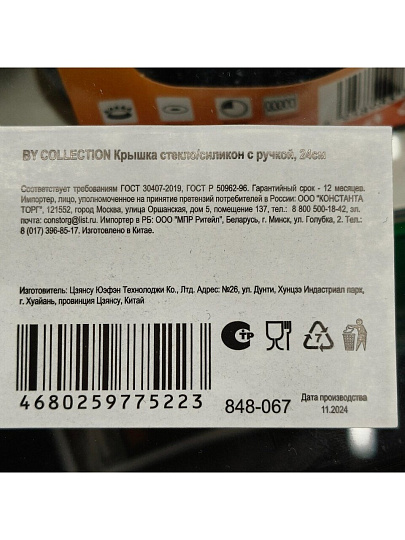 BY COLLECTION Крышка стекло/силикон с ручкой, 24см
Соответствует требованиям ГОСТ 30407-2019, ГОСТ Р 50962-96. Гарантийный срок - 12 месяцев.
Импортер, лицо, уполномоченное на принятие претензий потребителей в России: ООО "КОНСТАНТА
ТОРГ", 121552, город Москва, улица Оршанская, дом 5, помещение 137, тел.: 8 800 500-18-42, эл.
почта: constorg@list.ru. Импортер в РБ: ООО "МПР Ритейл", Беларусь, г. Минск, ул. Голубка, 2. Тел.:
8 (017) 396-85-17. Изготовлено в Китае.
Изготовитель: Цзянсу Юэфэн Технолоджи Ко., Лтд. Адрес: №26, ул. Дунти, Хунцзэ Индастриал парк,
г. Хуайань, провинция Цзянсу, Китай
СТР
7
4680259775223
848-067
Дата производства
11.2024